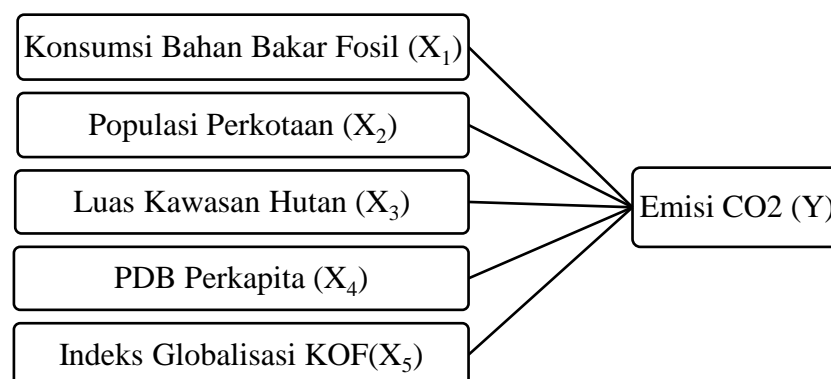 Konsumsi Bahan Bakar Fosil (X₁)
Populasi Perkotaan (X₂)
Luas Kawasan Hutan (X₃)
Emisi CO2 (Y)
PDB Perkapita (X₄)
Indeks Globalisasi KOF(X₅)